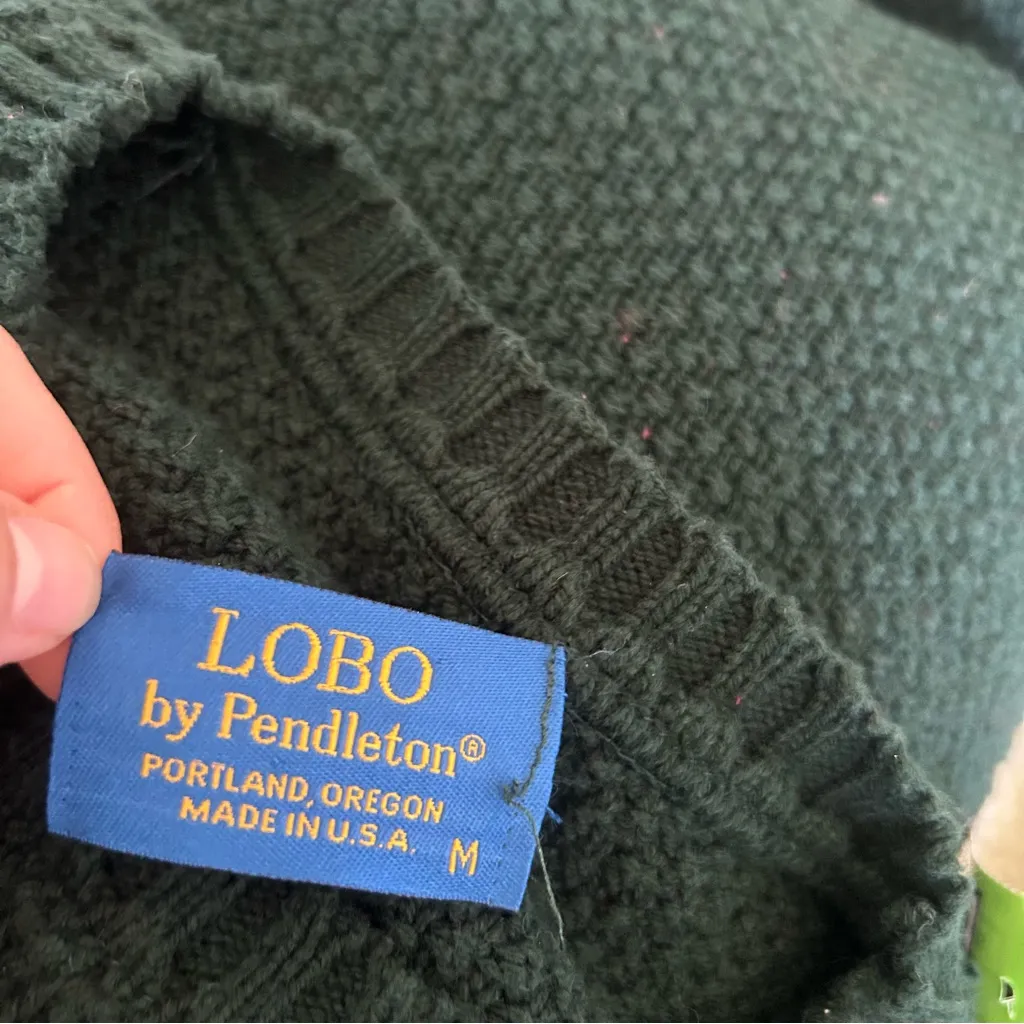 LOBO
by Pendleton®
PORTLAND, OREGON
MADE IN U.S.A. M